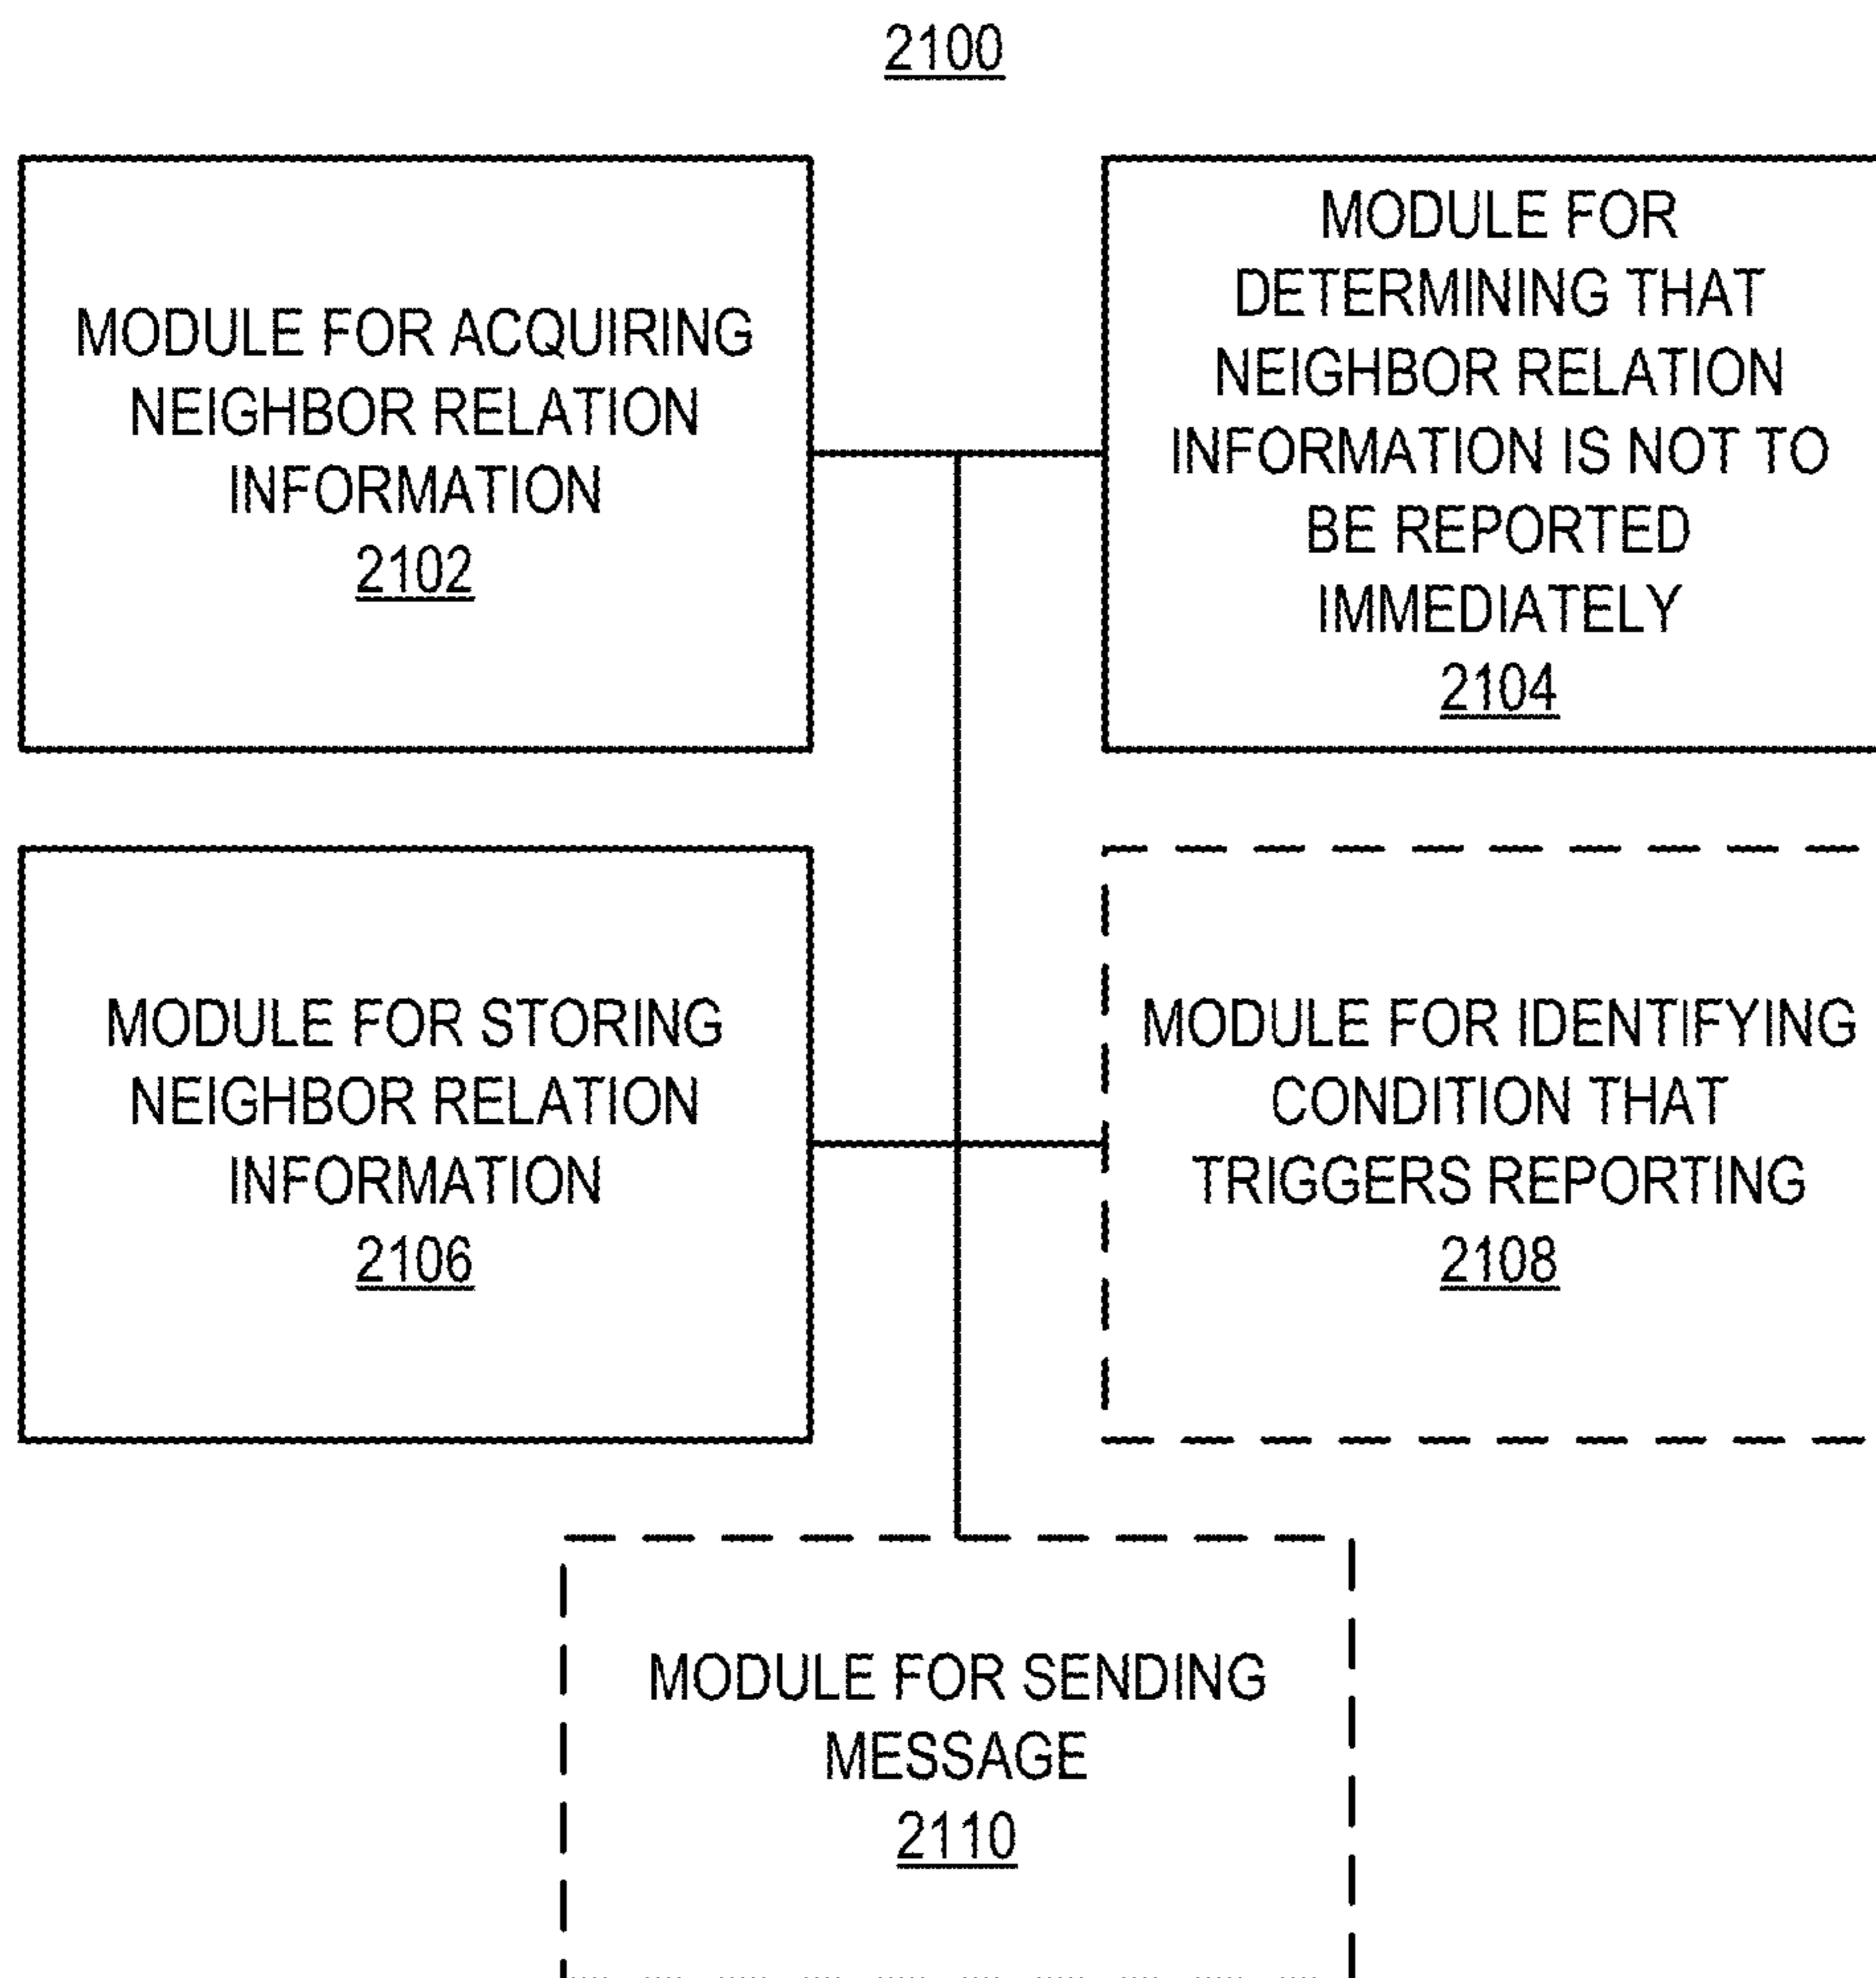 2100
MODULE FOR ACQUIRING
NEIGHBOR RELATION
INFORMATION
2102
MODULE FOR
DETERMINING THAT
NEIGHBOR RELATION
INFORMATION IS NOT TO
BE REPORTED
IMMEDIATELY
2104
MODULE FOR STORING
NEIGHBOR RELATION
INFORMATION
2106
MODULE FOR IDENTIFYING
CONDITION THAT
TRIGGERS REPORTING
2108
MODULE FOR SENDING
MESSAGE
2110